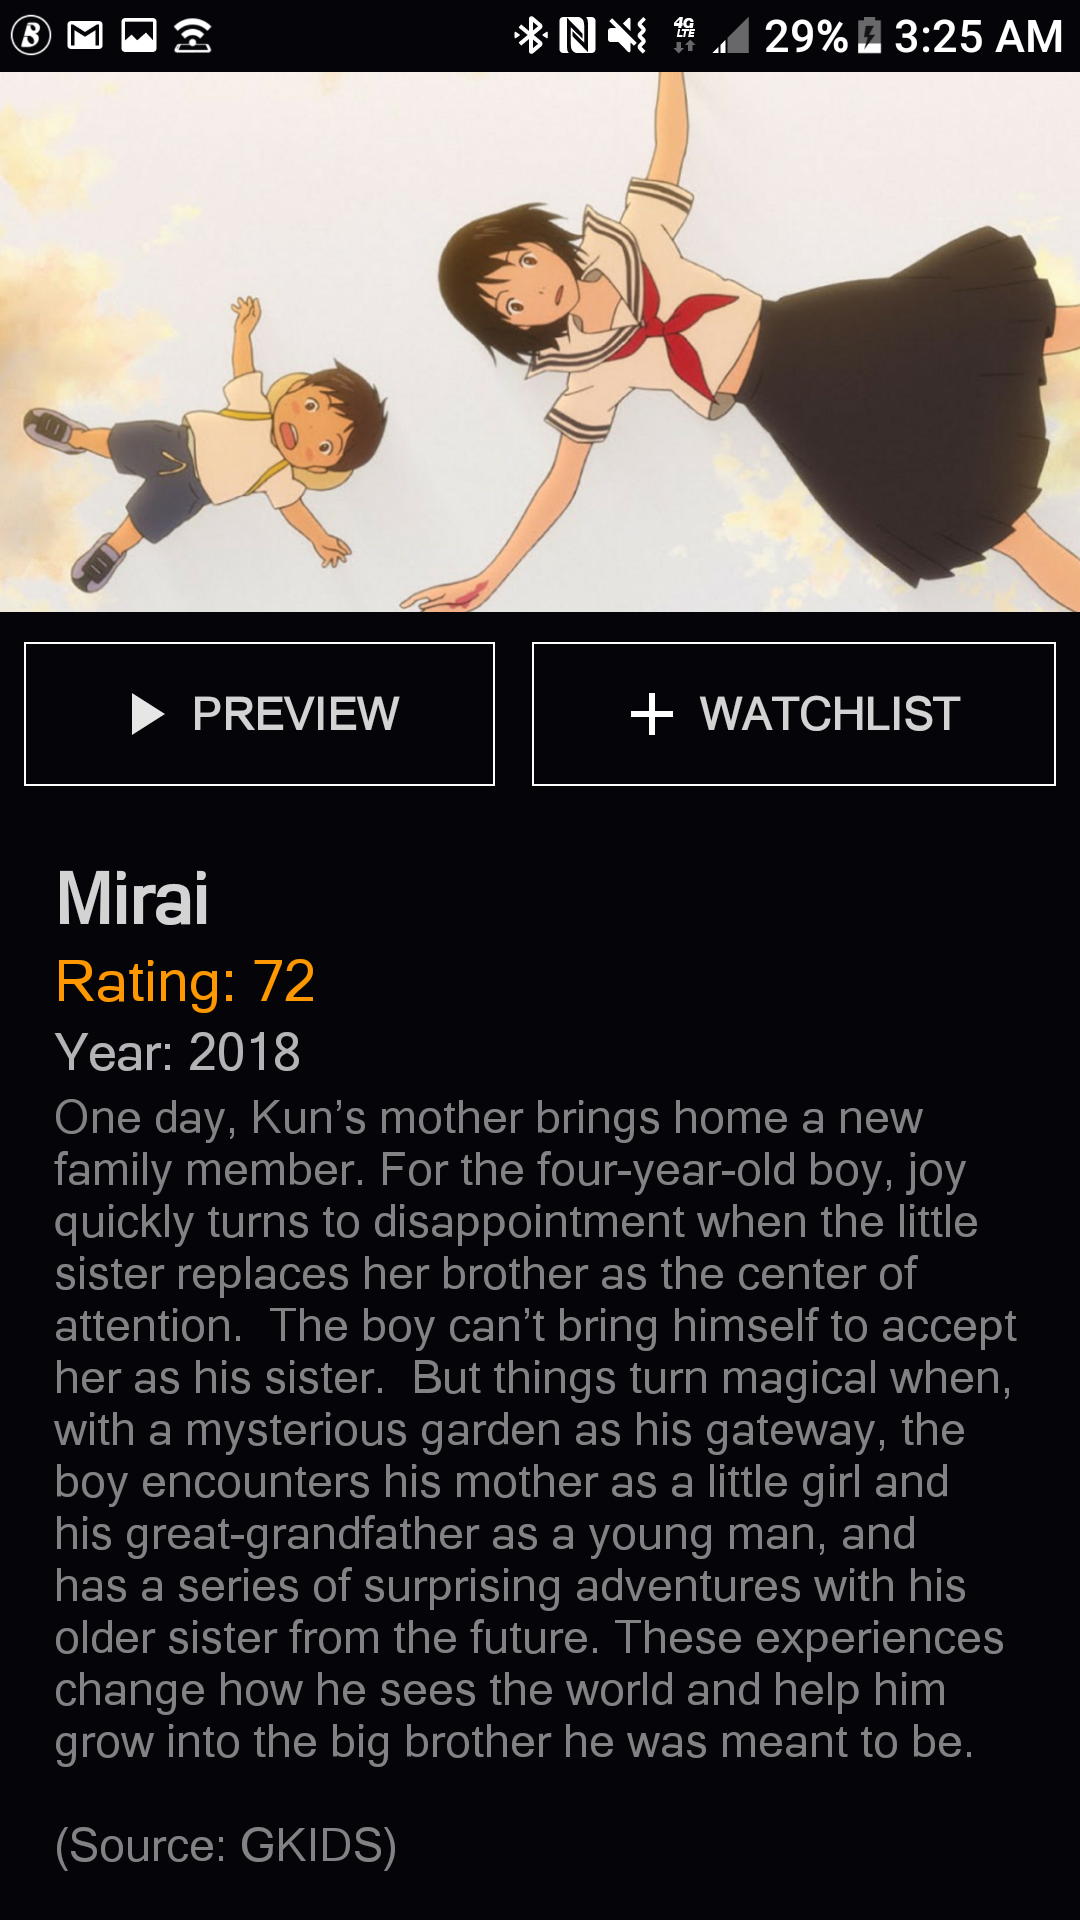 B 4G LTE 29% 3:25 AM
PREVIEW
WATCHLIST
Mirai
Rating: 72
Year: 2018
One day, Kun’s mother brings home a new
family member. For the four-year-old boy, joy
quickly turns to disappointment when the little
sister replaces her brother as the center of
attention.  The boy can’t bring himself to accept
her as his sister.  But things turn magical when,
with a mysterious garden as his gateway, the
boy encounters his mother as a little girl and
his great-grandfather as a young man, and
has a series of surprising adventures with his
older sister from the future. These experiences
change how he sees the world and help him
grow into the big brother he was meant to be.
(Source: GKIDS)